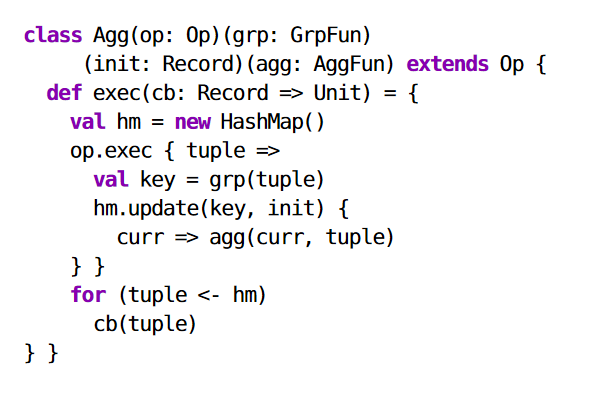 class Agg(op: Op)(grp: GrpFun)
     (init: Record)(agg: AggFun) extends Op {
  def exec(cb: Record => Unit) = {
    val hm = new HashMap()
    op.exec { tuple =>
      val key = grp(tuple)
      hm.update(key, init) {
        curr => agg(curr, tuple)
    } }
    for (tuple <- hm)
      cb(tuple)
} }